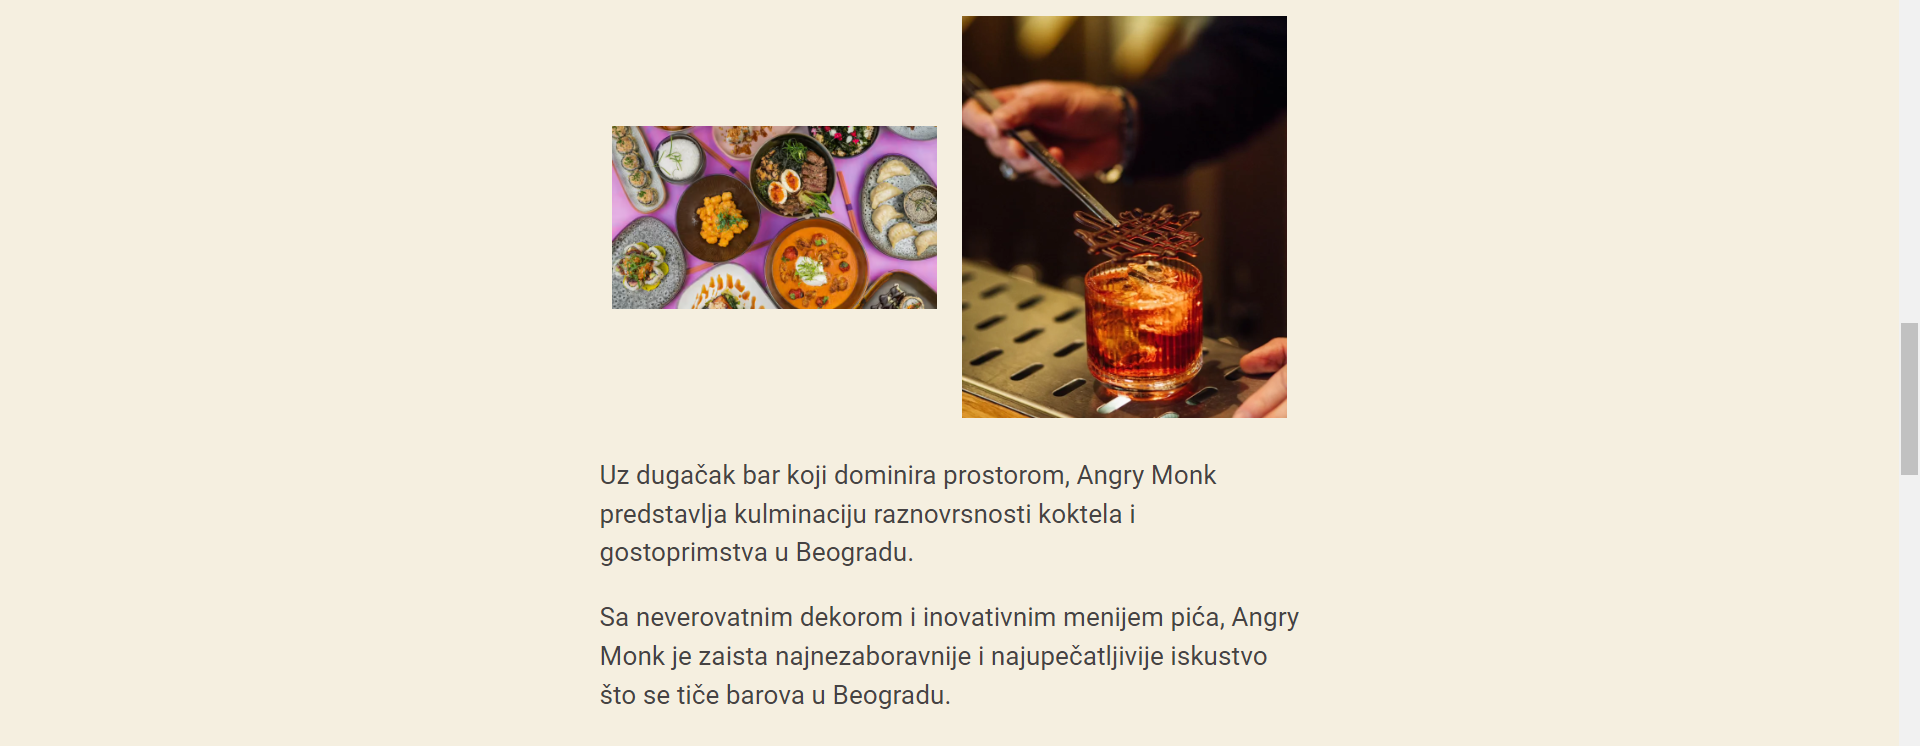 Uz dugačak bar koji dominira prostorom, Angry Monk
predstavlja kulminaciju raznovrsnosti koktela i
gostoprimstva u Beogradu.
Sa neverovatnim dekorom i inovativnim menijem pića, Angry
Monk je zaista najnezaboravnije i najupečatljivije iskustvo
što se tiče barova u Beogradu.